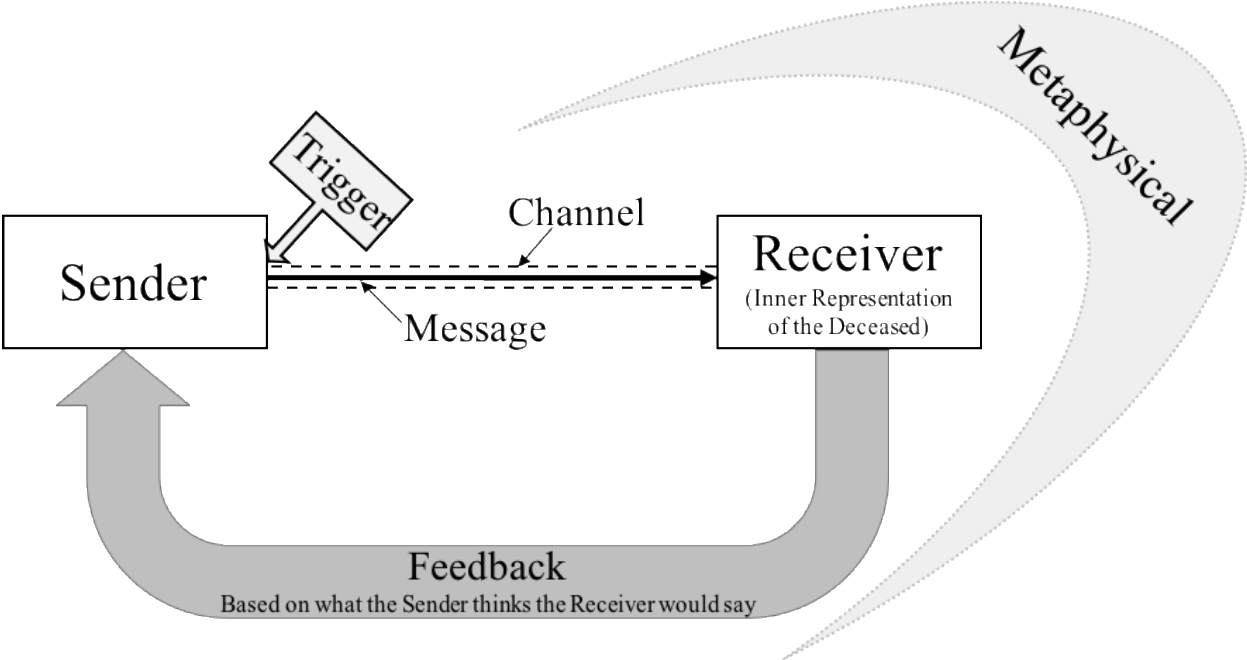 Metaphysical
Trigger
Channel
Sender
Receiver
(Inner Representation
of the Deceased)
Message
Feedback
Based on what the Sender thinks the Receiver would say